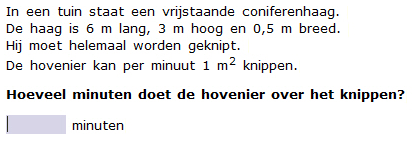 In een tuin staat een vrijstaande coniferenhaag.
De haag is 6 m lang, 3 m hoog en 0,5 m breed.
Hij moet helemaal worden geknipt.
De hovenier kan per minuut 1 m² knippen.
Hoeveel minuten doet de hovenier over het knippen?
minuten